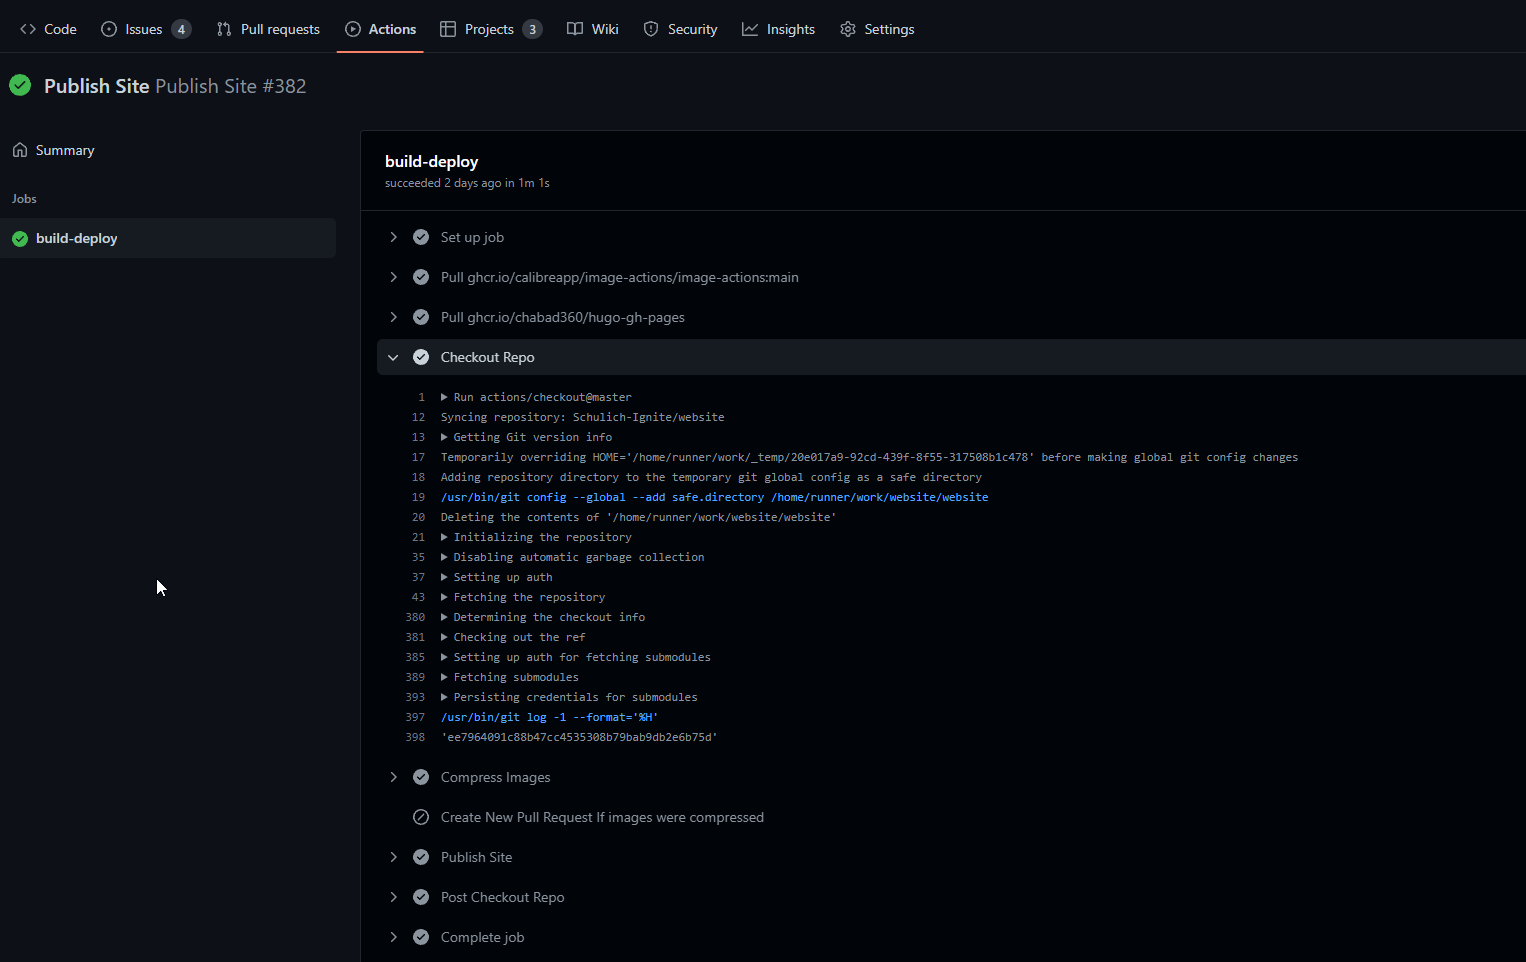 Code Issues 4 Pull requests Actions Projects 3 Wiki Security Insights Settings
Publish Site Publish Site #382
Summary
Jobs
build-deploy
build-deploy
succeeded 2 days ago in 1m 1s
Set up job
Pull ghcr.io/calibreapp/image-actions/image-actions:main
Pull ghcr.io/chabad360/hugo-gh-pages
Checkout Repo
1 ▶ Run actions/checkout@master
12 Syncing repository: Schulich-Ignite/website
13 ▶ Getting Git version info
17 Temporarily overriding HOME='/home/runner/work/_temp/20e017a9-92cd-439f-8f55-317508b1c478' before making global git config changes
18 Adding repository directory to the temporary git global config as a safe directory
19 /usr/bin/git config --global --add safe.directory /home/runner/work/website/website
20 Deleting the contents of '/home/runner/work/website/website'
21 ▶ Initializing the repository
35 ▶ Disabling automatic garbage collection
37 ▶ Setting up auth
43 ▶ Fetching the repository
380 ▶ Determining the checkout info
381 ▶ Checking out the ref
385 ▶ Setting up auth for fetching submodules
389 ▶ Fetching submodules
393 ▶ Persisting credentials for submodules
397 /usr/bin/git log -1 --format='%H'
398 'ee7964091c88b47cc4535308b79bab9db2e6b75d'
Compress Images
Create New Pull Request If images were compressed
Publish Site
Post Checkout Repo
Complete job